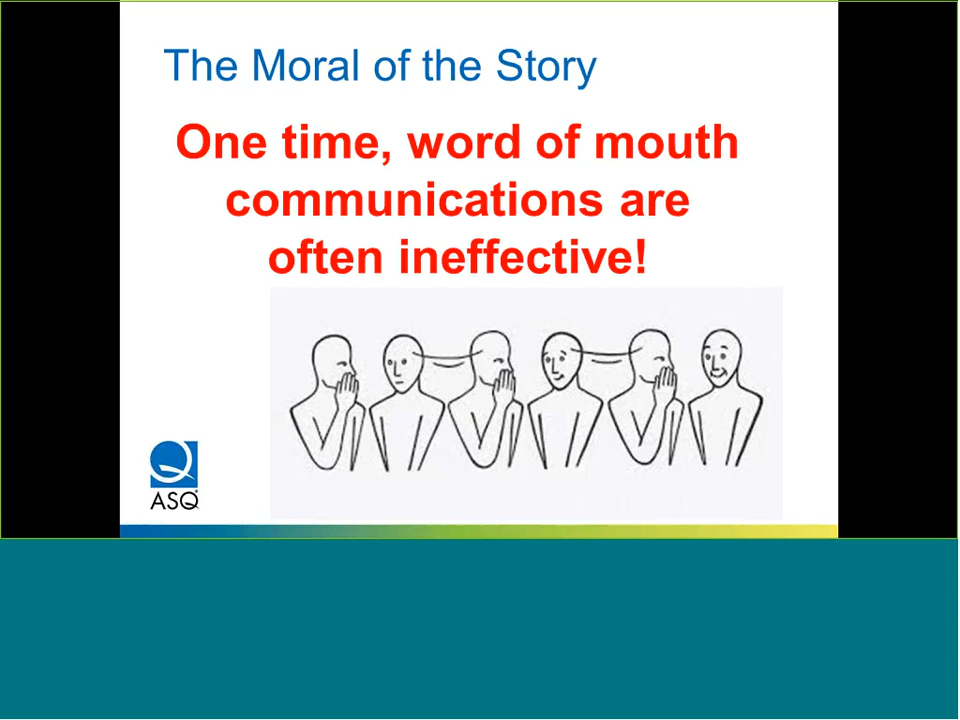 The Moral of the Story
One time, word of mouth
communications are
often ineffective!
ASQ